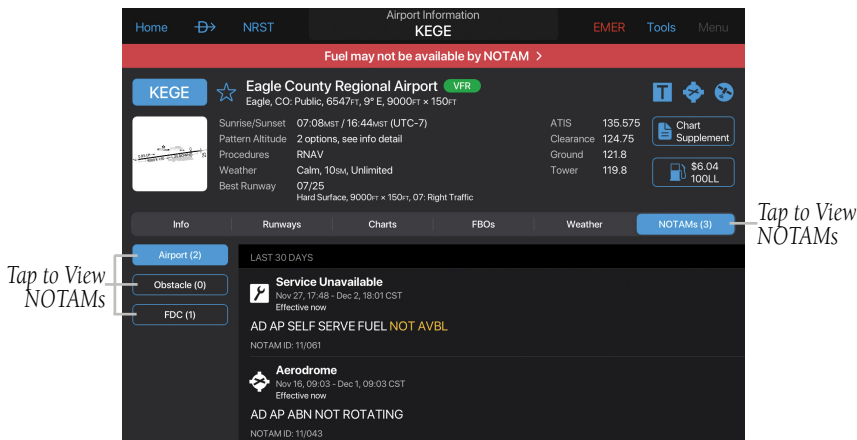 Airport Information
Home NRST KEGE EMER Tools Menu
Fuel may not be available by NOTAM >
KEGE Eagle County Regional Airport VFR T
Eagle, CO: Public, 6547FT, 9° E, 9000FT × 150FT
Sunrise/Sunset 07:08MST / 16:44MST (UTC-7) ATIS 135.575 Chart Supplement
Pattern Altitude 2 options, see info detail Clearance 124.75
Procedures RNAV Ground 121.8
Weather Calm, 10SM, Unlimited Tower 119.8 $6.04 100LL
Best Runway 07/25
Hard Surface, 9000FT × 150FT, 07: Right Traffic
Info Runways Charts FBOs Weather NOTAMs (3)
Tap to View
NOTAMs
Airport (2)
Obstacle (0)
FDC (1)
Tap to View
NOTAMs
LAST 30 DAYS
Service Unavailable
Nov 27, 17:48 - Dec 2, 18:01 CST
Effective now
AD AP SELF SERVE FUEL NOT AVBL
NOTAM ID: 11/061
Aerodrome
Nov 16, 09:03 - Dec 1, 09:03 CST
Effective now
AD AP ABN NOT ROTATING
NOTAM ID: 11/043